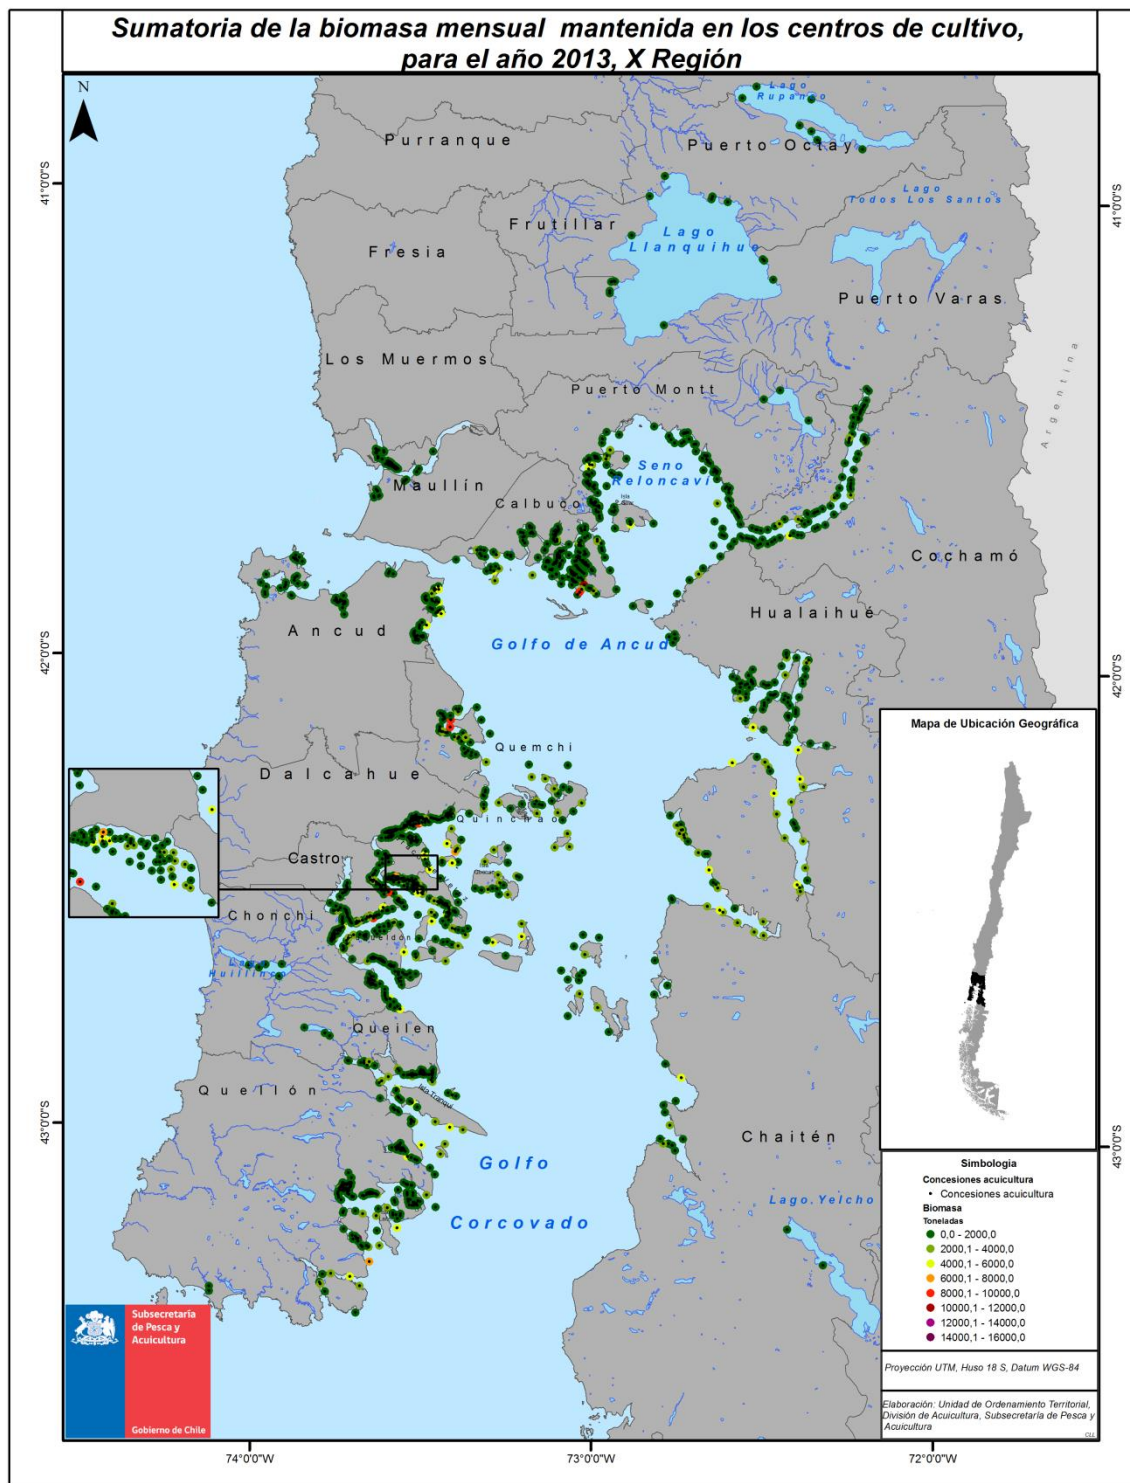 Sumatoria de la biomasa mensual mantenida en los centros de cultivo,
para el año 2013, X Región
N
41°0'0"S
42°0'0"S
43°0'0"S
41°0'0"S
42°0'0"S
43°0'0"S
74°0'0"W
73°0'0"W
72°0'0"W
Lago
Rupanco
Purranque
Puerto Octay
Lago
Todos Los Santos
Frutillar
Lago
Llanquihue
Fresia
Puerto Varas
Los Muermos
Puerto Montt
Argentina
Seno
Reloncaví
Maullín
Calbuco
Isla
Cochamó
Hualaihué
Ancud
Golfo de Ancud
Quemchi
Dalcahue
Quinchao
Castro
Chonchi
Lago
Huillinco
Queilen
Quellón
Isla Tranqui
Chaitén
Golfo
Corcovado
Lago Yelcho
Mapa de Ubicación Geográfica
Simbologia
Concesiones acuicultura
Concesiones acuicultura
Biomasa
Toneladas
0,0 - 2000,0
2000,1 - 4000,0
4000,1 - 6000,0
6000,1 - 8000,0
8000,1 - 10000,0
10000,1 - 12000,0
12000,1 - 14000,0
14000,1 - 16000,0
Proyección UTM, Huso 18 S, Datum WGS-84
Elaboración: Unidad de Ordenamiento Territorial,
División de Acuicultura, Subsecretaría de Pesca y
Acuicultura
CLL
Subsecretaría
de Pesca y
Acuicultura
Gobierno de Chile